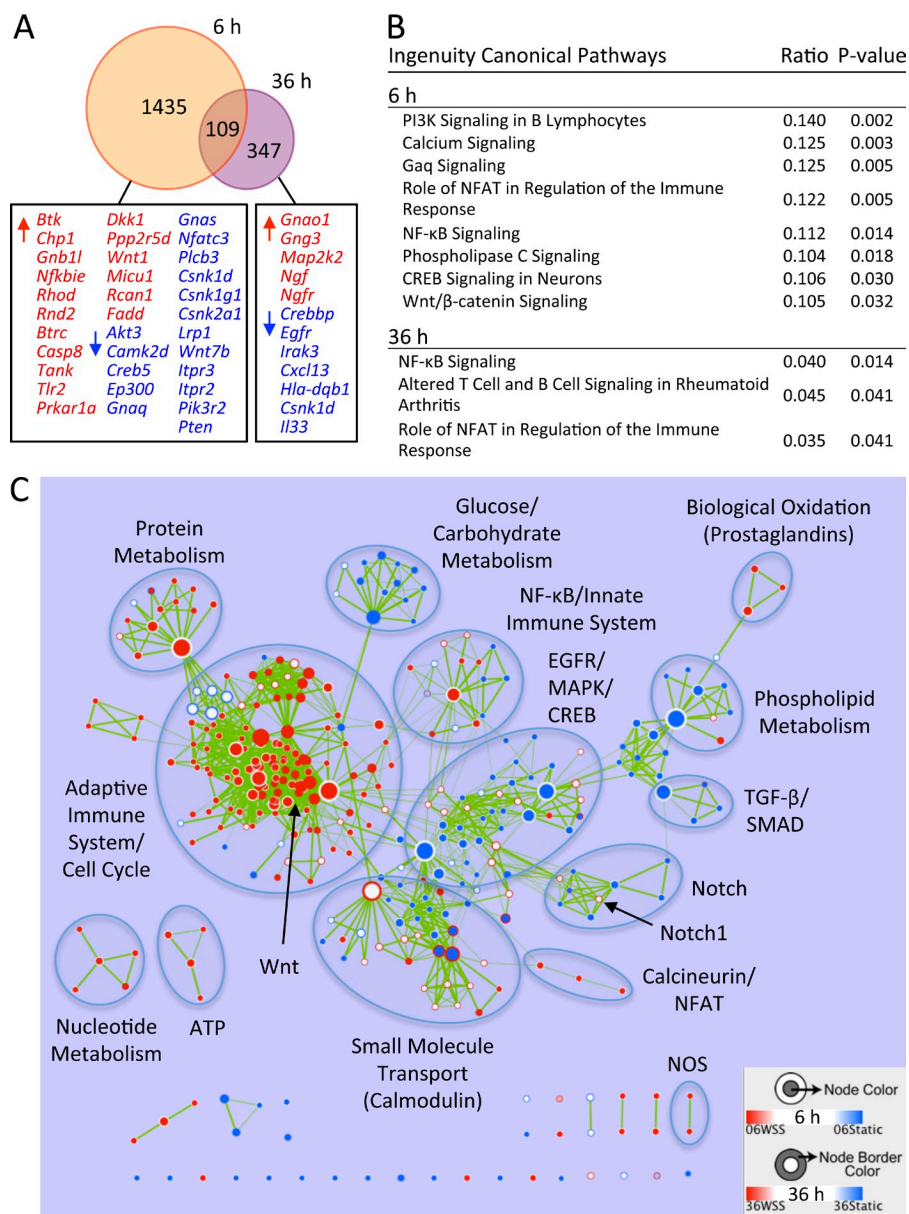 A
6 h
36 h
1435
109
347
Btk
Chp1
Gnb1l
Nfkbie
Rhod
Rnd2
Btrc
Casp8
Tank
Tlr2
Prkar1a
Dkk1
Ppp2r5d
Wnt1
Micu1
Rcan1
Fadd
Akt3
Camk2d
Creb5
Ep300
Gnaq
Gnas
Nfatc3
Plcb3
Csnk1d
Csnk1g1
Csnk2a1
Lrp1
Wnt7b
Itpr3
Itpr2
Pik3r2
Pten
Gnao1
Gng3
Map2k2
Ngf
Ngfr
Crebbp
Egfr
Irak3
Cxcl13
Hla-dqb1
Csnk1d
Il33
B
Ingenuity Canonical Pathways Ratio P-value
6 h
PI3K Signaling in B Lymphocytes 0.140 0.002
Calcium Signaling 0.125 0.003
Gaq Signaling 0.125 0.005
Role of NFAT in Regulation of the Immune
Response 0.122 0.005
NF-κB Signaling 0.112 0.014
Phospholipase C Signaling 0.104 0.018
CREB Signaling in Neurons 0.106 0.030
Wnt/β-catenin Signaling 0.105 0.032
36 h
NF-κB Signaling 0.040 0.014
Altered T Cell and B Cell Signaling in Rheumatoid
Arthritis 0.045 0.041
Role of NFAT in Regulation of the Immune
Response 0.035 0.041
C
Protein
Metabolism
Glucose/
Carbohydrate
Metabolism
Biological Oxidation
(Prostaglandins)
NF-κB/Innate
Immune System
EGFR/
MAPK/
CREB
Phospholipid
Metabolism
Adaptive
Immune
System/
Cell Cycle
TGF-β/
SMAD
Notch
Notch1
Wnt
Calcineurin/
NFAT
Nucleotide
Metabolism
ATP
Small Molecule
Transport
(Calmodulin)
NOS
Node Color
6 h
06WSS 06Static
Node Border
Color
36 h
36WSS 36Static